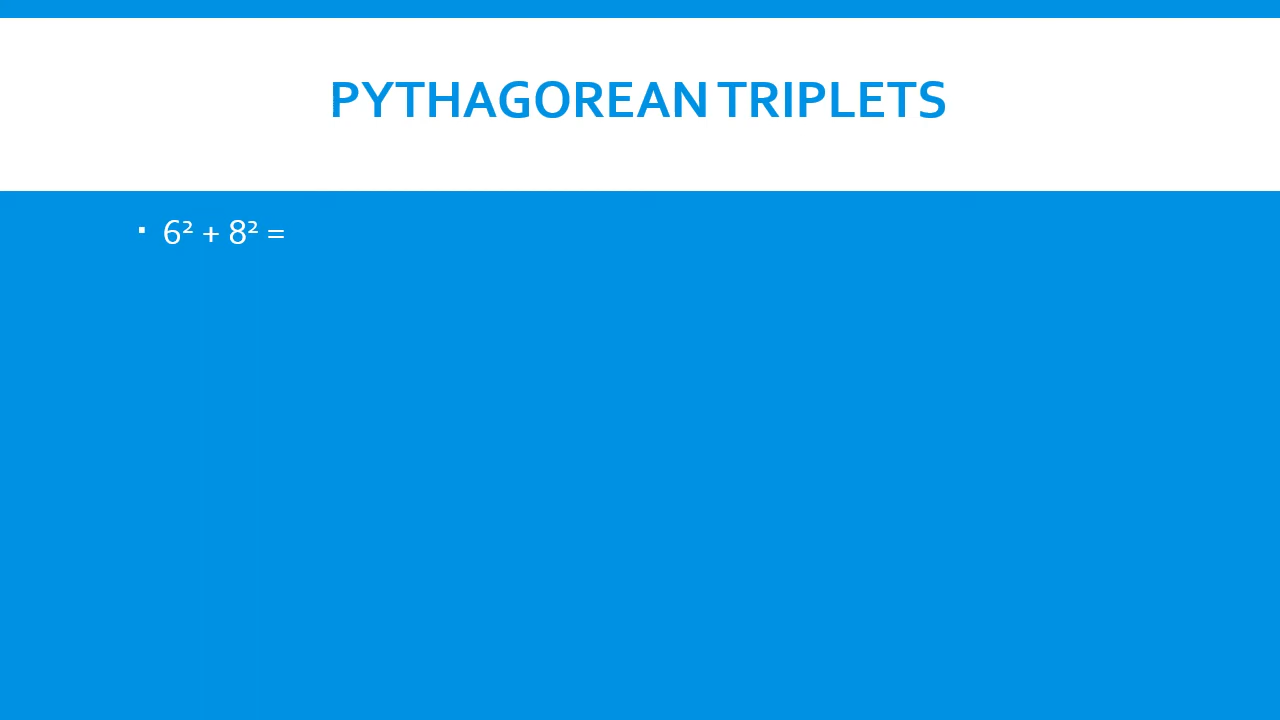 PYTHAGOREAN TRIPLETS
▪ 6² + 8² =